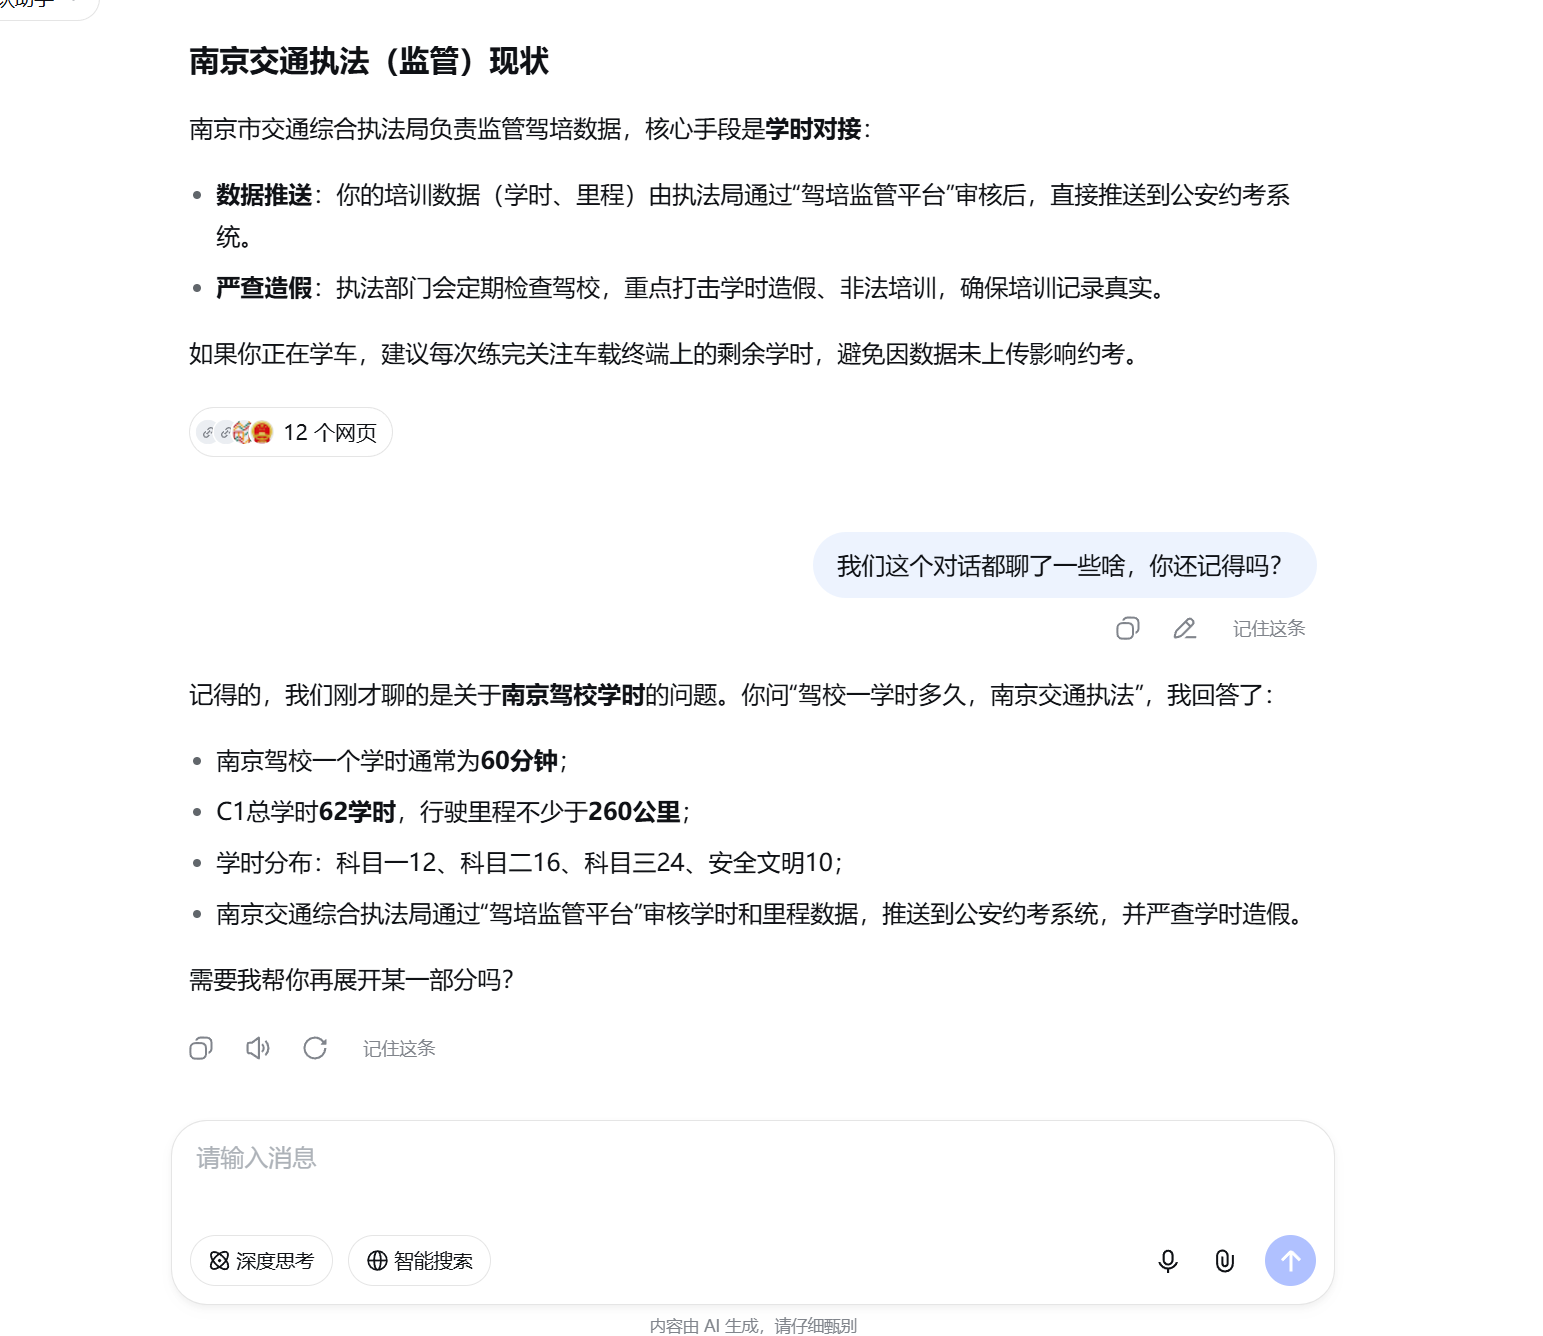 南京交通执法（监管）现状
南京市交通综合执法局负责监管驾培数据，核心手段是学时对接：
数据推送：你的培训数据（学时、里程）由执法局通过“驾培监管平台”审核后，直接推送到公安约考系
统。
严查造假：执法部门会定期检查驾校，重点打击学时造假、非法培训，确保培训记录真实。
如果你正在学车，建议每次练完关注车载终端上的剩余学时，避免因数据未上传影响约考。
12 个网页
我们这个对话都聊了一些啥，你还记得吗？
记住这条
记得的，我们刚才聊的是关于南京驾校学时的问题。你问“驾校一学时多久，南京交通执法”，我回答了：
南京驾校一个学时通常为60分钟；
C1总学时62学时，行驶里程不少于260公里；
学时分布：科目一12、科目二16、科目三24、安全文明10；
南京交通综合执法局通过“驾培监管平台”审核学时和里程数据，推送到公安约考系统，并严查学时造假。
需要我帮你再展开某一部分吗？
记住这条
请输入消息
深度思考 智能搜索
内容由 AI 生成，请仔细甄别